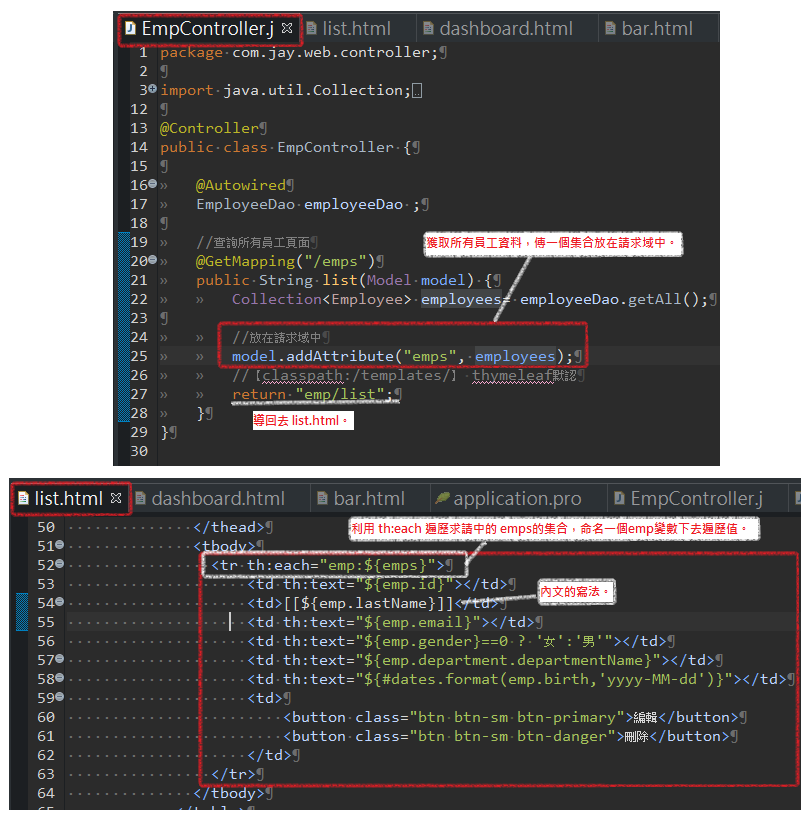 EmpController.j list.html dashboard.html bar.html
1 package com.jay.web.controller;
2
3 import java.util.Collection;
12
13 @Controller
14 public class EmpController {
15
16 @Autowired
17 EmployeeDao employeeDao ;
18
19 //查詢所有員工頁面
獲取所有員工資料，傳一個集合放在請求域中。
20 @GetMapping("/emps")
21 public String list(Model model) {
22 Collection<Employee> employees= employeeDao.getAll();
23
24 //放在請求域中
25 model.addAttribute("emps", employees);
26 //【classpath:/templates/】 thymeleaf默認
27 return "emp/list";
28 }
導回去 list.html。
29 }
30
list.html dashboard.html bar.html application.pro EmpController.j
50 </thead>
利用 th:each 遍歷求請中的 emps的集合，命名一個emp變數下去遍歷值。
51 <tbody>
52 <tr th:each="emp:${emps}">
53 <td th:text="${emp.id}"></td>
內文的寫法。
54 <td>[[${emp.lastName}]]</td>
55 <td th:text="${emp.email}"></td>
56 <td th:text="${emp.gender}==0 ? '女':'男'"></td>
57 <td th:text="${emp.department.departmentName}"></td>
58 <td th:text="${#dates.format(emp.birth,'yyyy-MM-dd')}"></td>
59 <td>
60 <button class="btn btn-sm btn-primary">編輯</button>
61 <button class="btn btn-sm btn-danger">刪除</button>
62 </td>
63 </tr>
64 </tbody>